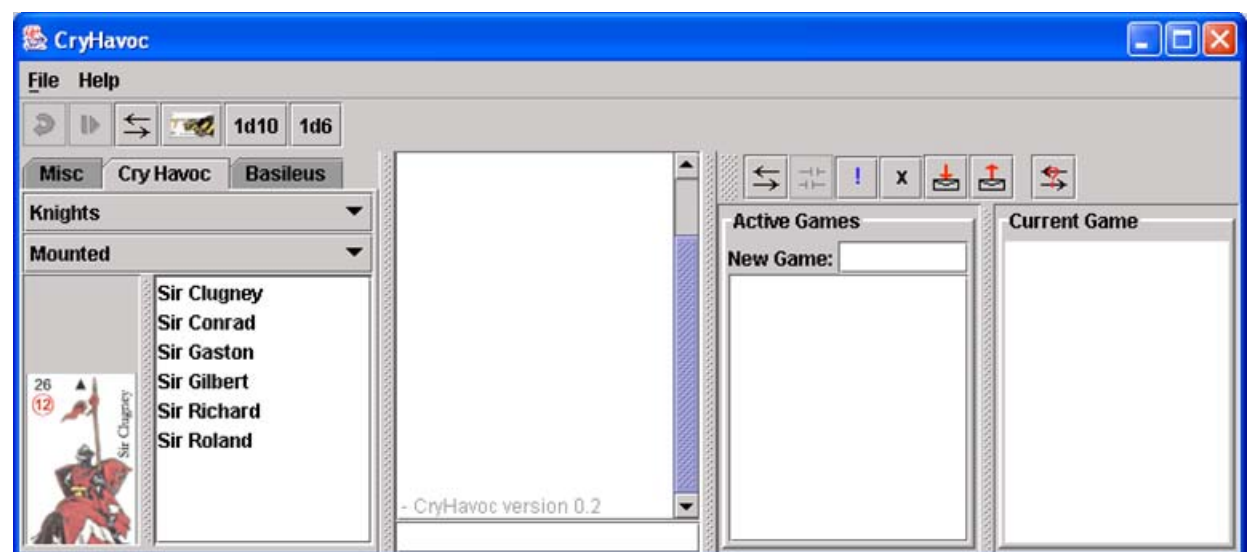 CryHavoc
File Help
1d10 1d6
Misc Cry Havoc Basileus
Knights
Mounted
Sir Clugney
Sir Conrad
Sir Gaston
Sir Gilbert
Sir Richard
Sir Roland
26
12
Sir Clugney
- CryHavoc version 0.2
! x
Active Games
New Game:
Current Game